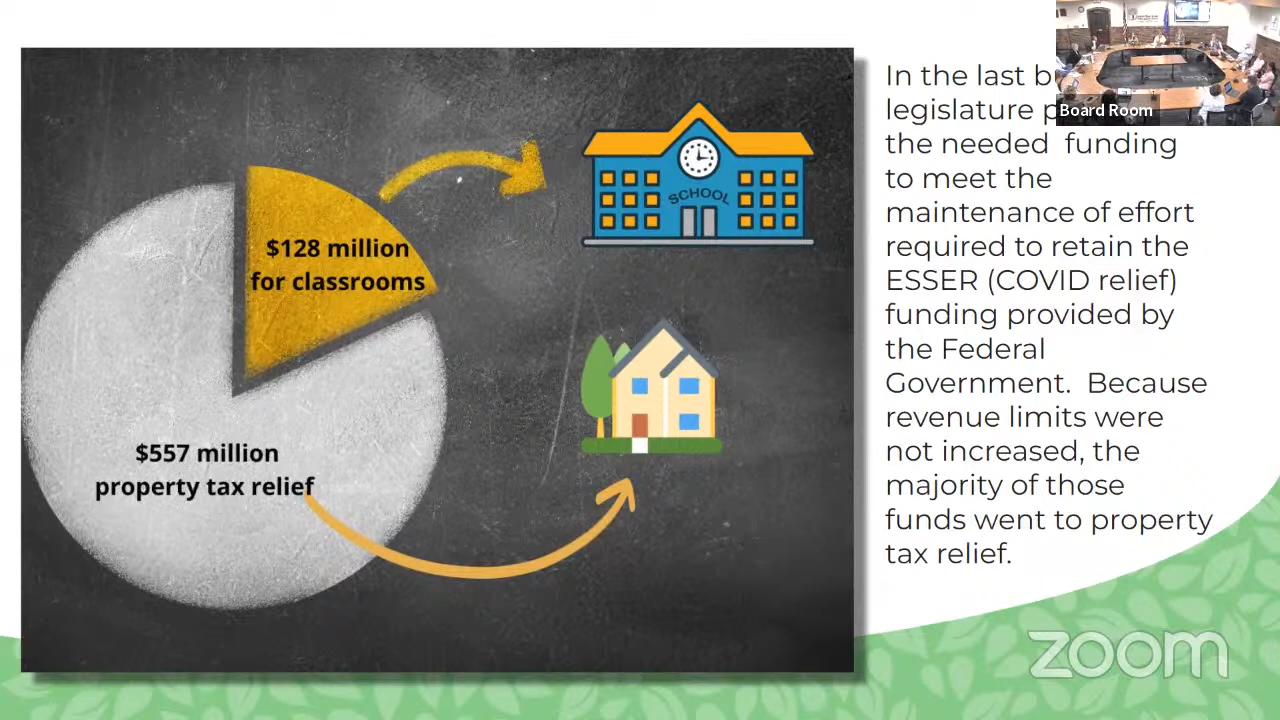 In the last b
legislature p
the needed funding
to meet the
maintenance of effort
required to retain the
ESSER (COVID relief)
funding provided by
the Federal
Government. Because
revenue limits were
not increased, the
majority of those
funds went to property
tax relief.
$128 million
for classrooms
$557 million
property tax relief
SCHOOL
Board Room
zoom